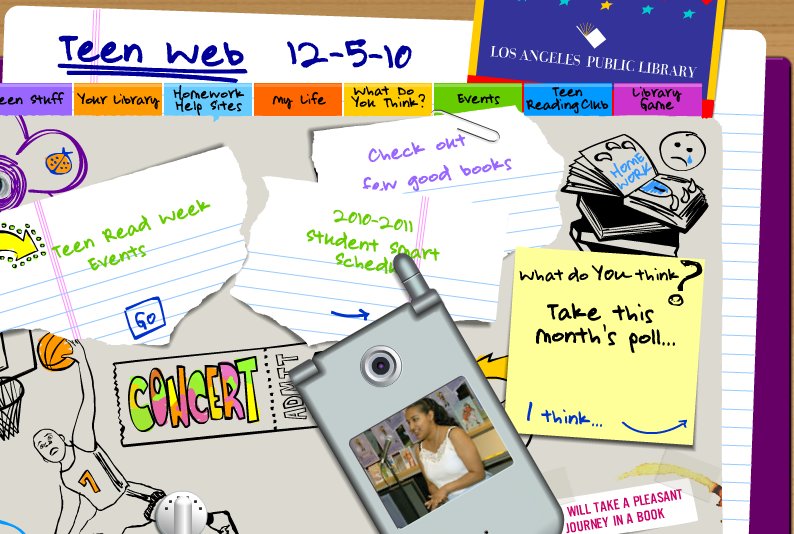 Teen Web 12-5-10
LOS ANGELES PUBLIC LIBRARY
een Stuff
Your Library
Homework
Help Sites
My Life
What Do
You Think?
Events
Teen
Reading Club
Library
Game
Check out
few good books
HOME
WORK
Teen Read Week
Events
Go
2010-2011
Student Smart
Schedu
What do You think?
Take this
month's poll...
I think...
CONCERT
ADMIT
7
WILL TAKE A PLEASANT
JOURNEY IN A BOOK